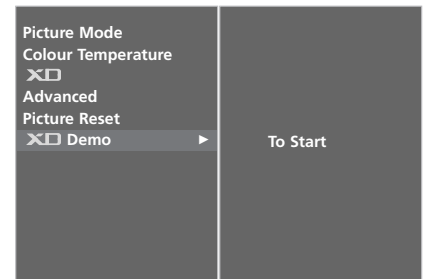 Picture Mode
Colour Temperature
XD
Advanced
Picture Reset
XD Demo ►
To Start